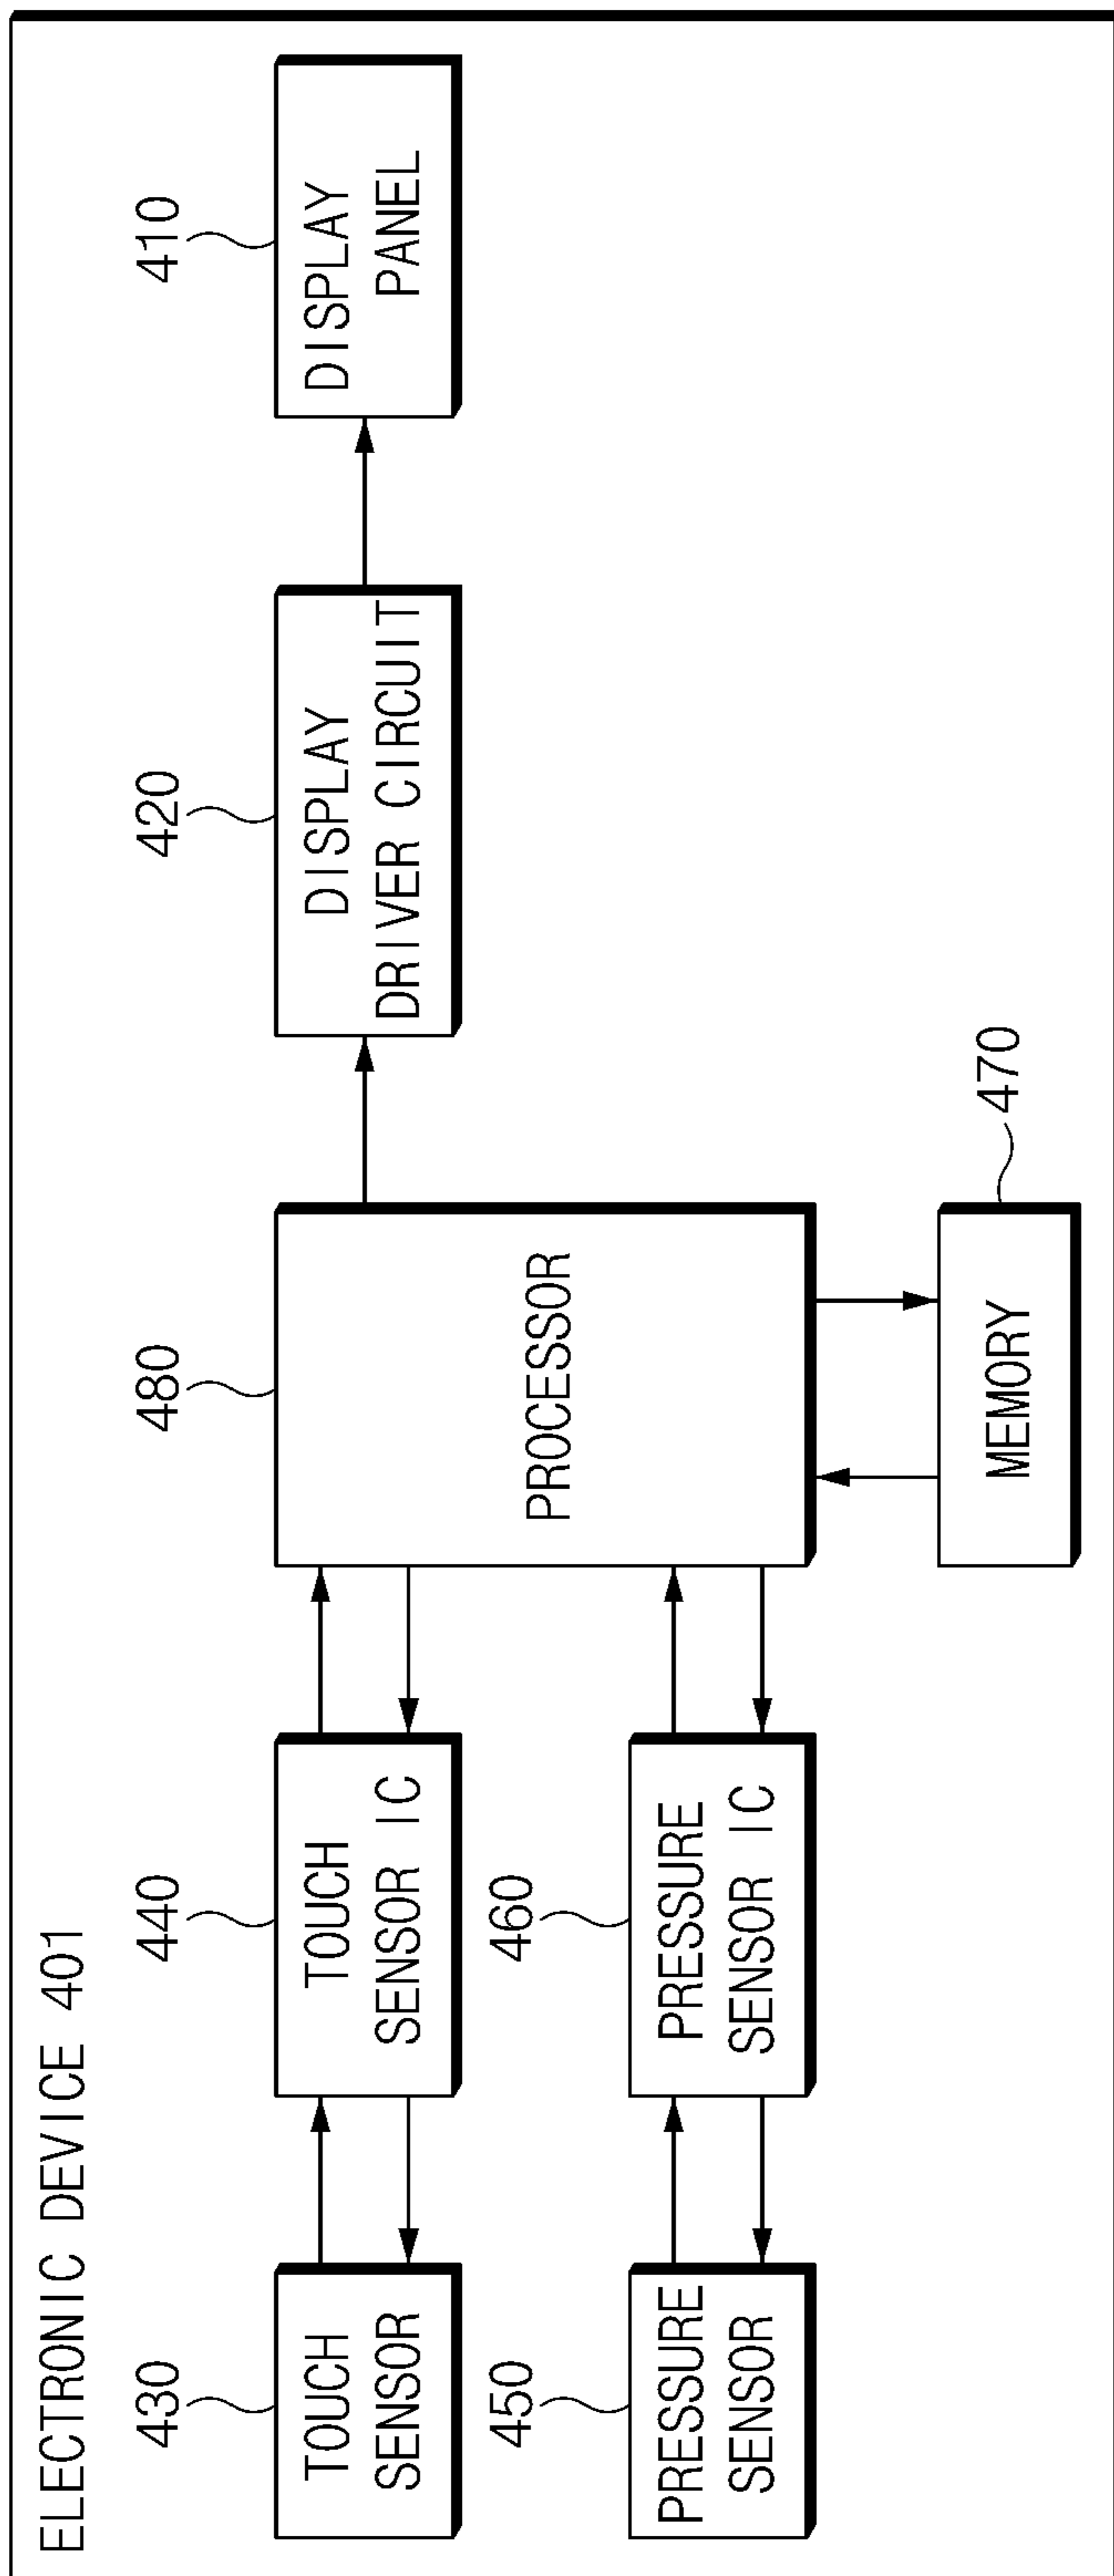 ELECTRONIC DEVICE 401
430
TOUCH
SENSOR
440
TOUCH
SENSOR IC
480
PROCESSOR
420
DISPLAY
DRIVER CIRCUIT
410
DISPLAY
PANEL
450
PRESSURE
SENSOR
460
PRESSURE
SENSOR IC
470
MEMORY